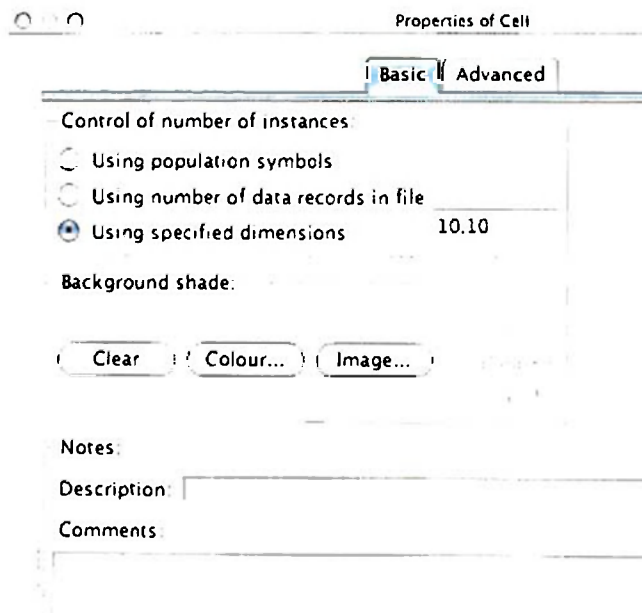 Properties of Cell
Basic Advanced
Control of number of instances:
Using population symbols
Using number of data records in file
Using specified dimensions 10,10
Background shade:
Clear Colour... Image...
Notes:
Description:
Comments: